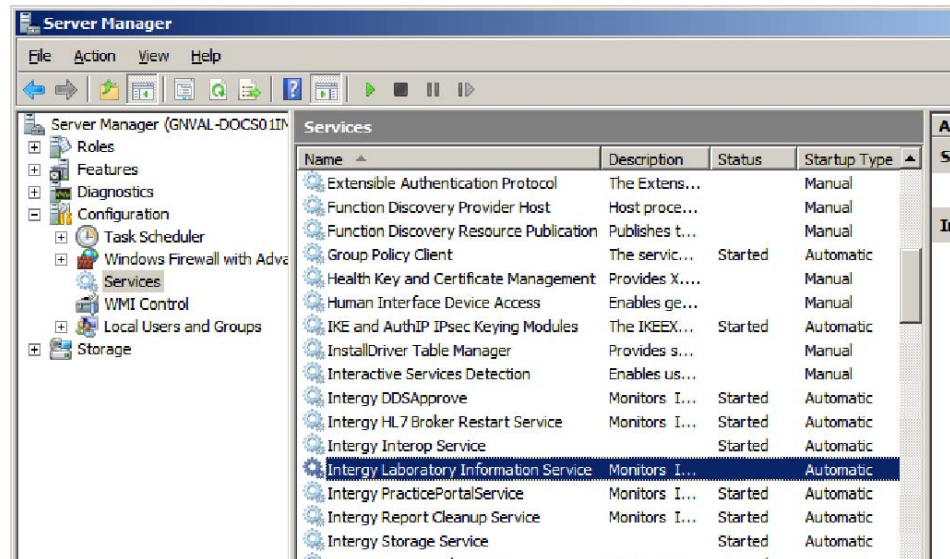 Server Manager
File Action View Help
Server Manager (GNVAL-DOCS01IN
Roles
Features
Diagnostics
Configuration
Task Scheduler
Windows Firewall with Adva
Services
WMI Control
Local Users and Groups
Storage
Services
Name Description Status Startup Type
Extensible Authentication Protocol The Extens... Manual
Function Discovery Provider Host Host proce... Manual
Function Discovery Resource Publication Publishes t... Manual
Group Policy Client The servic... Started Automatic
Health Key and Certificate Management Provides X.... Manual
Human Interface Device Access Enables ge... Manual
IKE and AuthIP IPsec Keying Modules The IKEEX... Started Automatic
InstallDriver Table Manager Provides s... Manual
Interactive Services Detection Enables us... Manual
Intergy DDSApprove Monitors I... Started Automatic
Intergy HL7 Broker Restart Service Monitors I... Started Automatic
Intergy Interop Service Started Automatic
Intergy Laboratory Information Service Monitors I... Automatic
Intergy PracticePortalService Monitors I... Started Automatic
Intergy Report Cleanup Service Monitors I... Started Automatic
Intergy Storage Service Started Automatic
A
S
In